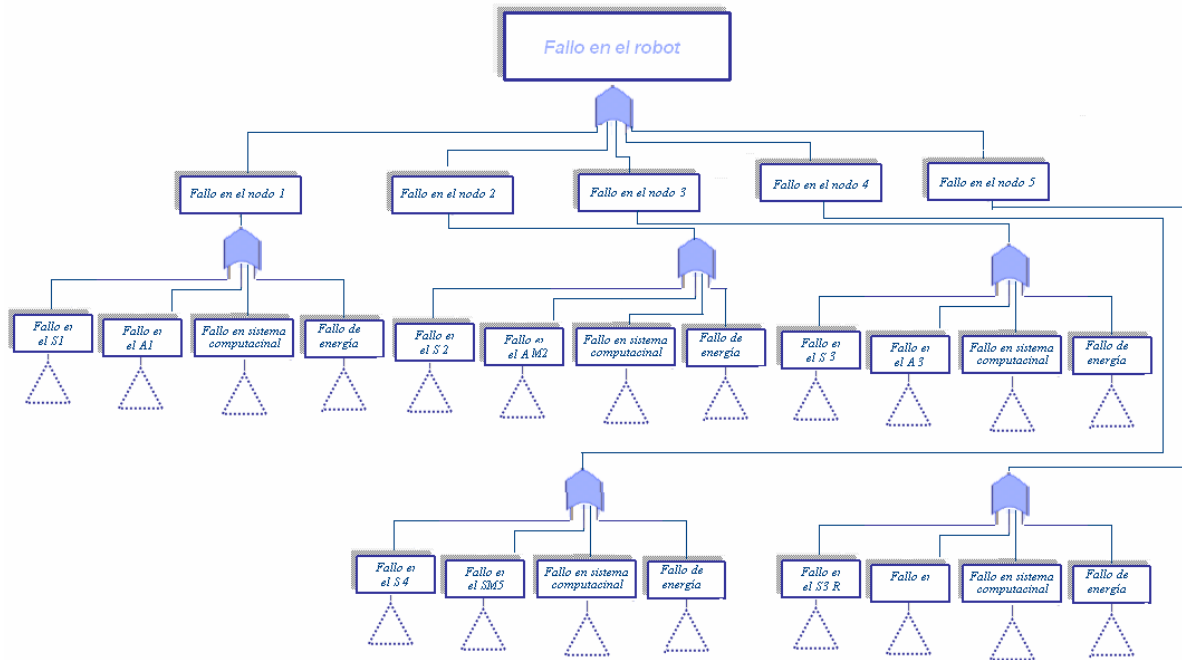 Fallo en el robot
Fallo en el nodo 1
Fallo en el nodo 2
Fallo en el nodo 3
Fallo en el nodo 4
Fallo en el nodo 5
Fallo en
el S1
Fallo en
el A1
Fallo en sistema
computacinal
Fallo de
energía
Fallo en
el S 2
Fallo en
el A M2
Fallo en sistema
computacinal
Fallo de
energía
Fallo en
el S 3
Fallo en
el A 3
Fallo en sistema
computacinal
Fallo de
energía
Fallo en
el S 4
Fallo en
el SM5
Fallo en sistema
computacinal
Fallo de
energía
Fallo en
el S3 R
Fallo en
Fallo en sistema
computacinal
Fallo de
energía